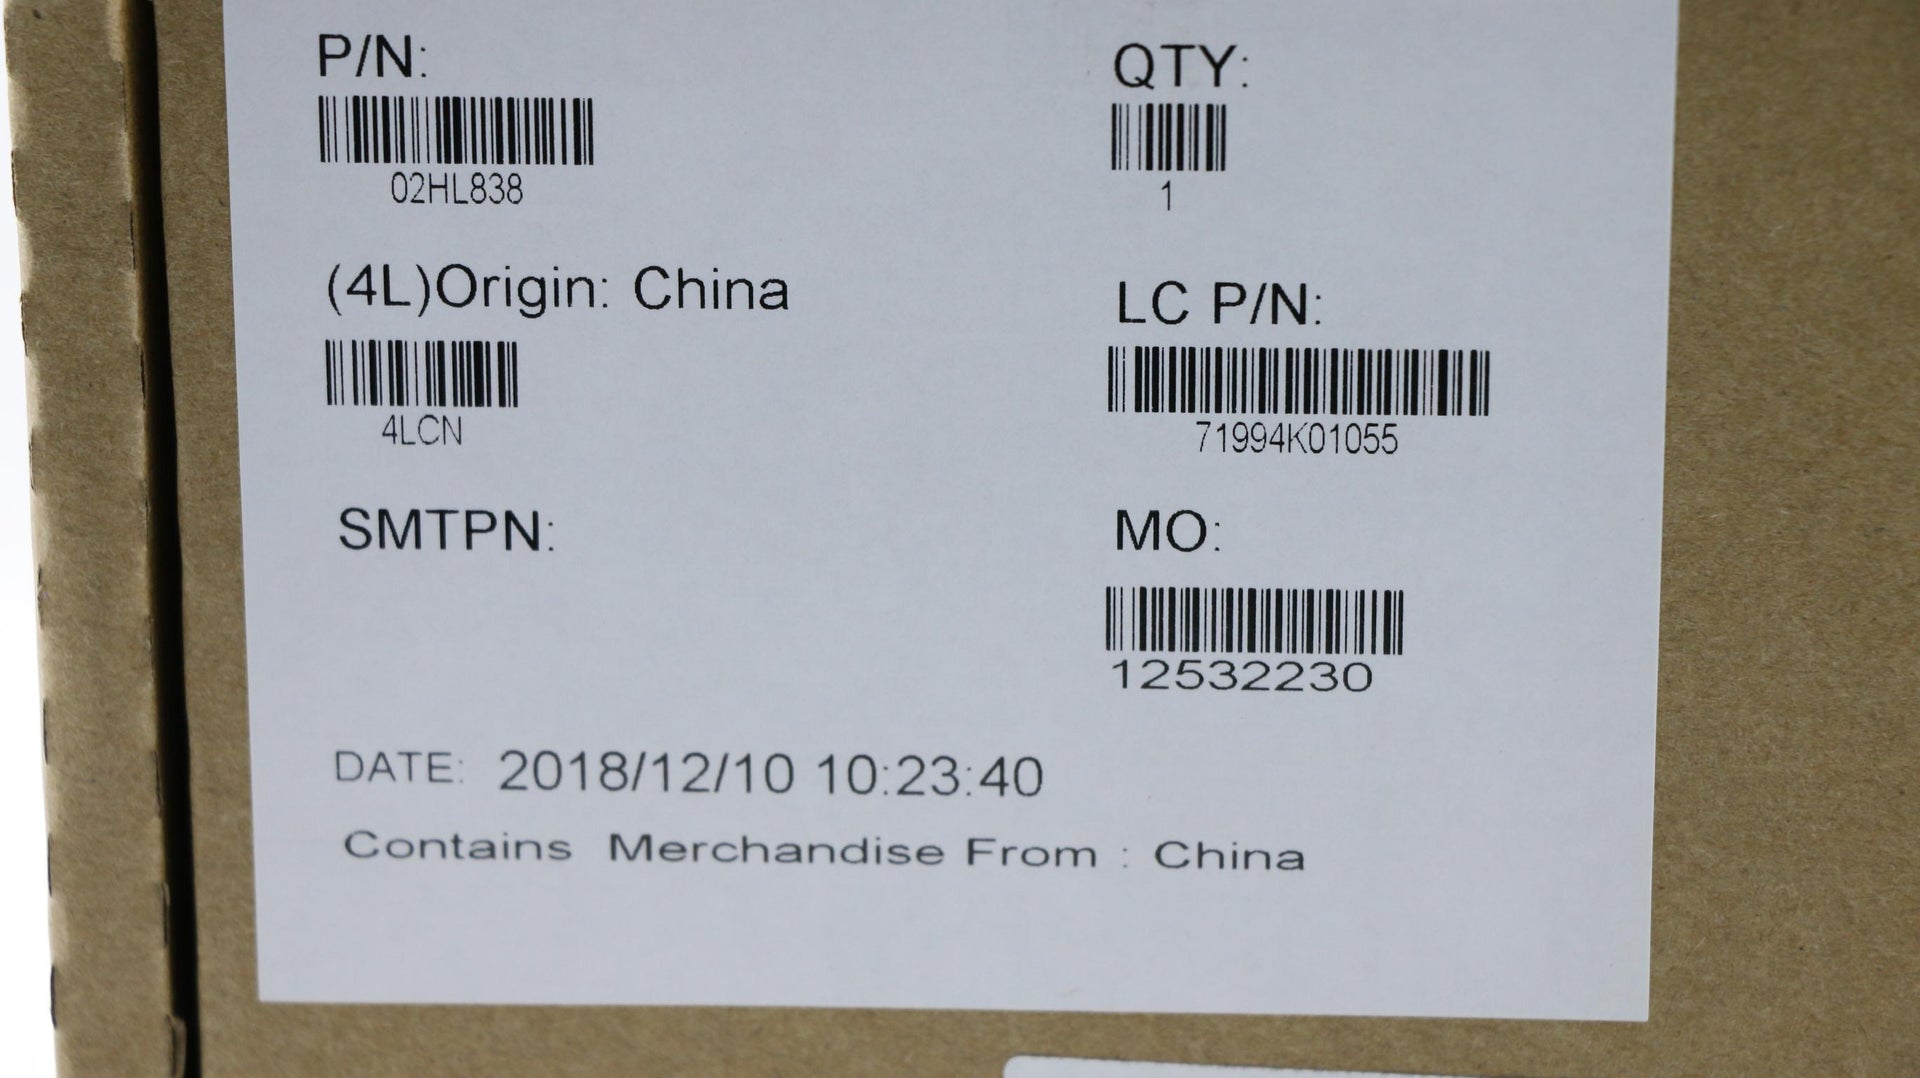 P/N: QTY:
02HL838 1
(4L)Origin: China LC P/N:
4LCN 71994K01055
SMTPN: MO:
12532230
DATE: 2018/12/10 10:23:40
Contains Merchandise From : China